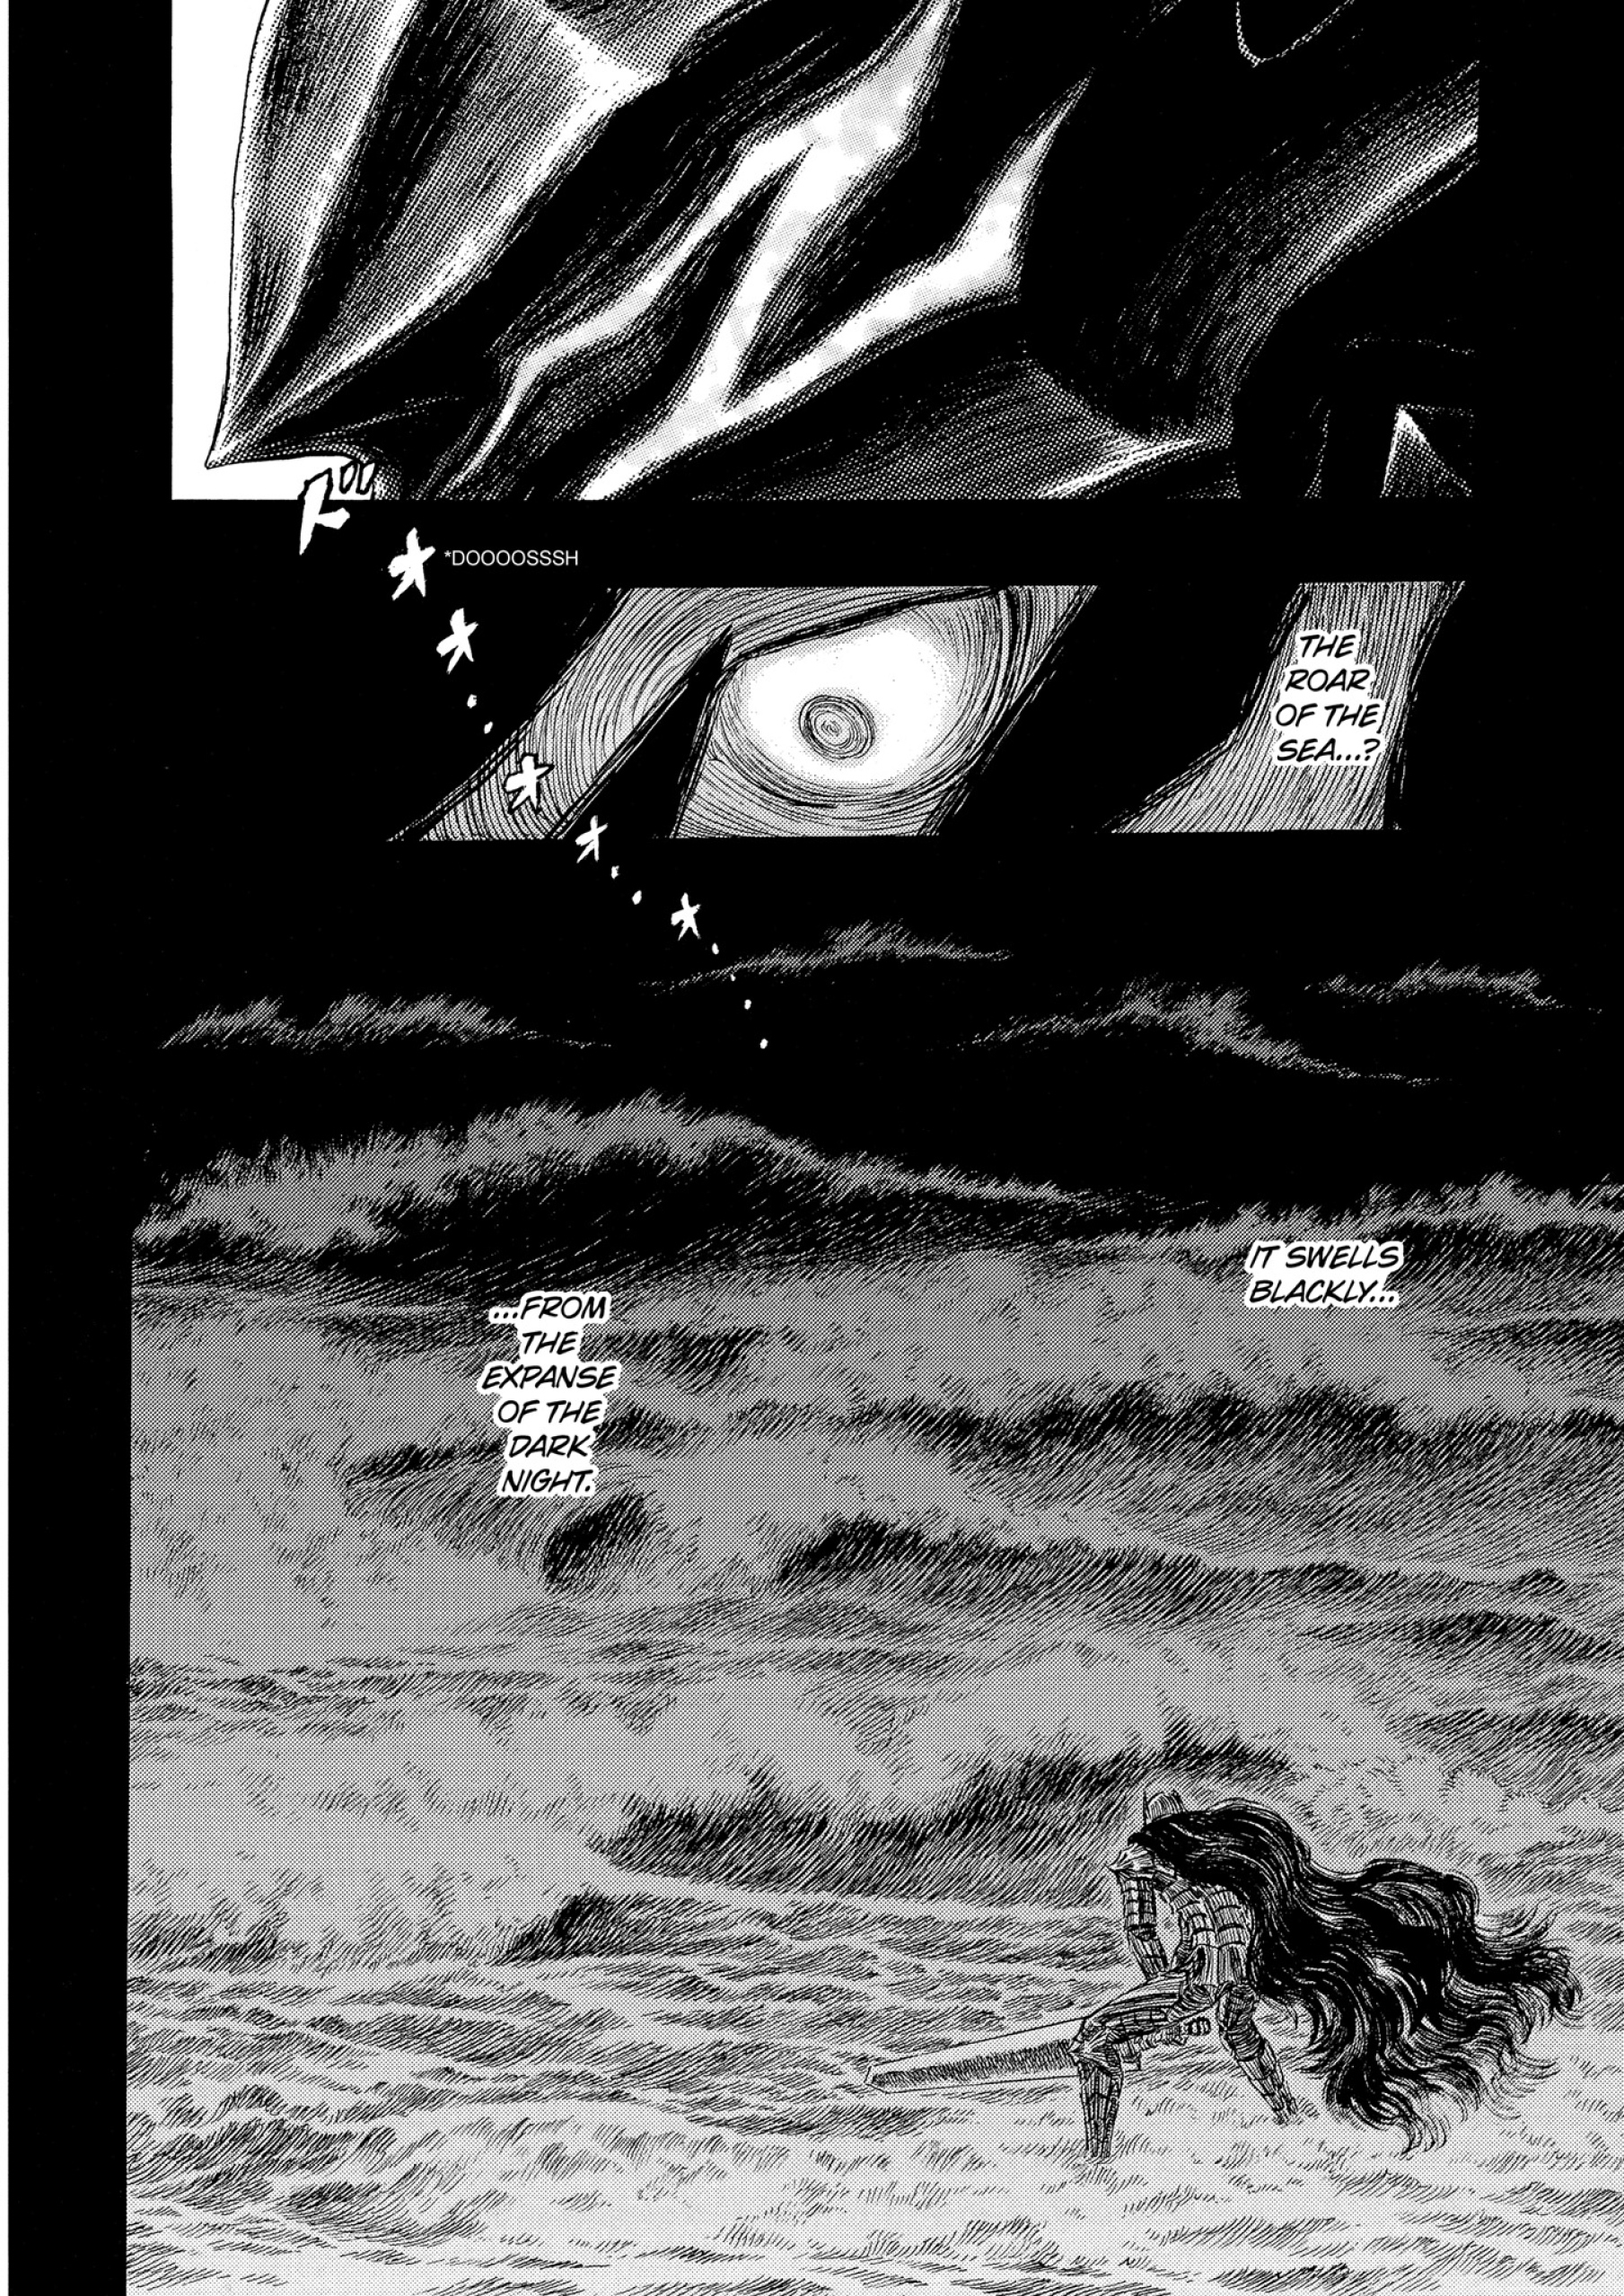 ドオオ‥オオ‥オ‥‥
*DOOOOSSSH
THE
ROAR
OF THE
SEA...?
IT SWELLS
BLACKLY...
...FROM
THE
EXPANSE
OF THE
DARK
NIGHT.